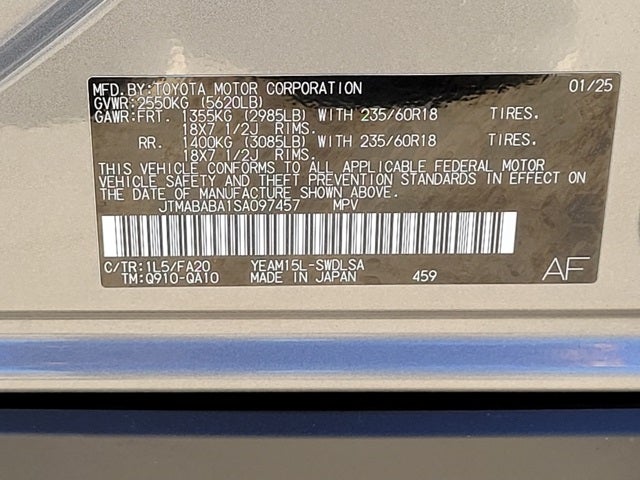 MFD.BY:TOYOTA MOTOR CORPORATION 01/25
GVWR:2550KG (5620LB)
GAWR:FRT. 1355KG (2985LB) WITH 235/60R18 TIRES.
18X7 1/2J RIMS.
RR. 1400KG (3085LB) WITH 235/60R18 TIRES.
18X7 1/2J RIMS.
THIS VEHICLE CONFORMS TO ALL APPLICABLE FEDERAL MOTOR
VEHICLE SAFETY AND THEFT PREVENTION STANDARDS IN EFFECT ON
THE DATE OF MANUFACTURE SHOWN ABOVE.
JTMABABA1SA097457 MPV
C/TR:1L5/FA20 YEAM15L-SWDLSA
TM:Q910-QA10 MADE IN JAPAN 459 AF